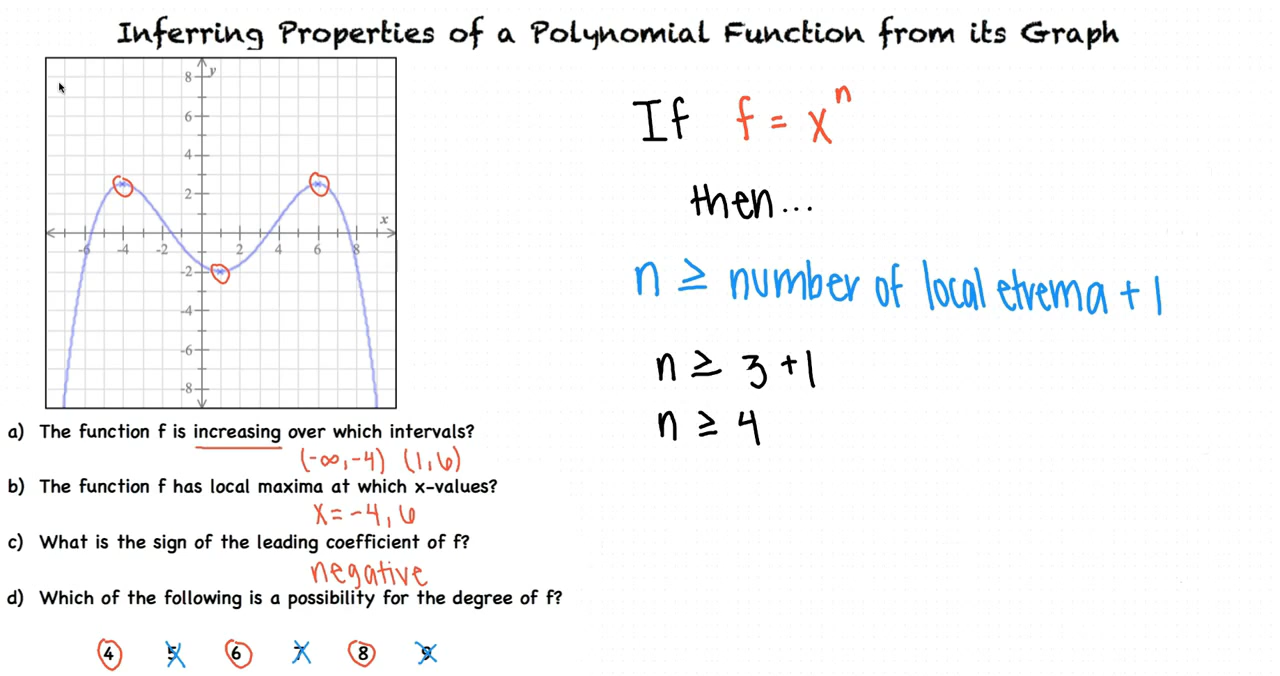 Inferring Properties of a Polynomial Function from its Graph
y
8
6
4
2
x
-6 -4 -2 2 4 6 8
-2
-4
-6
-8
If f = xⁿ
then...
n ≥ number of local etrema + 1
n ≥ 3 + 1
n ≥ 4
a) The function f is increasing over which intervals?
(-∞, -4) (1, 6)
b) The function f has local maxima at which x-values?
x = -4, 6
c) What is the sign of the leading coefficient of f?
negative
d) Which of the following is a possibility for the degree of f?
4 5 6 7 8 9